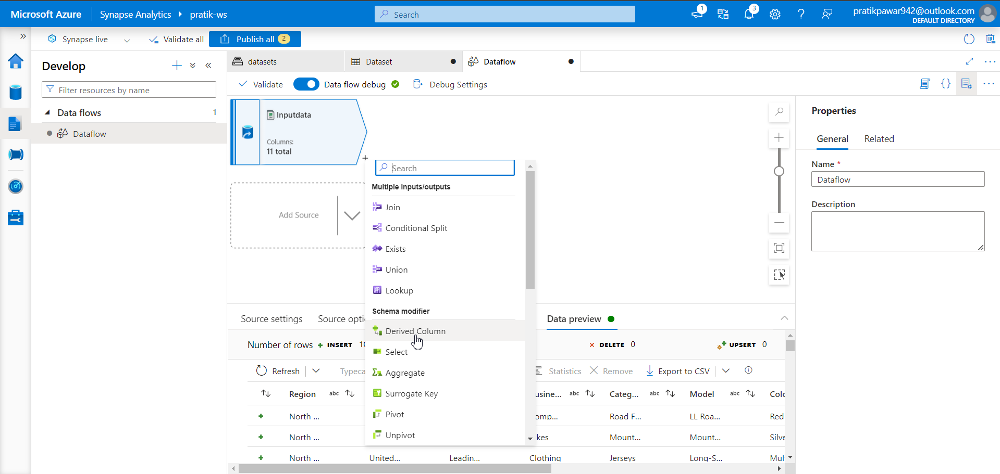 Microsoft Azure
Synapse Analytics
pratik-ws
Search
1
3
pratikpawar942@outlook.com
DEFAULT DIRECTORY
Synapse live
Validate all
Publish all 2
Develop
Filter resources by name
Data flows 1
Dataflow
datasets
Dataset
Dataflow
Validate
Data flow debug
Debug Settings
{}
Inputdata
Columns:
11 total
Add Source
Search
Multiple inputs/outputs
Join
Conditional Split
Exists
Union
Lookup
Schema modifier
Derived Column
Select
Aggregate
Surrogate Key
Pivot
Unpivot
Properties
General Related
Name *
Dataflow
Description
Source settings
Source opti
Data preview
Number of rows + INSERT 10
DELETE 0
UPSERT 0
Refresh
Typeca
Statistics
Remove
Export to CSV
Region abc
usine... abc
Categ... abc
Model abc
Colo
North ...
omp...
Road F...
LL Roa...
Red
North ...
kes
Mount...
Mount...
Silve
North ...
United...
Leadin...
Clothing
Jerseys
Long-S...
Mul